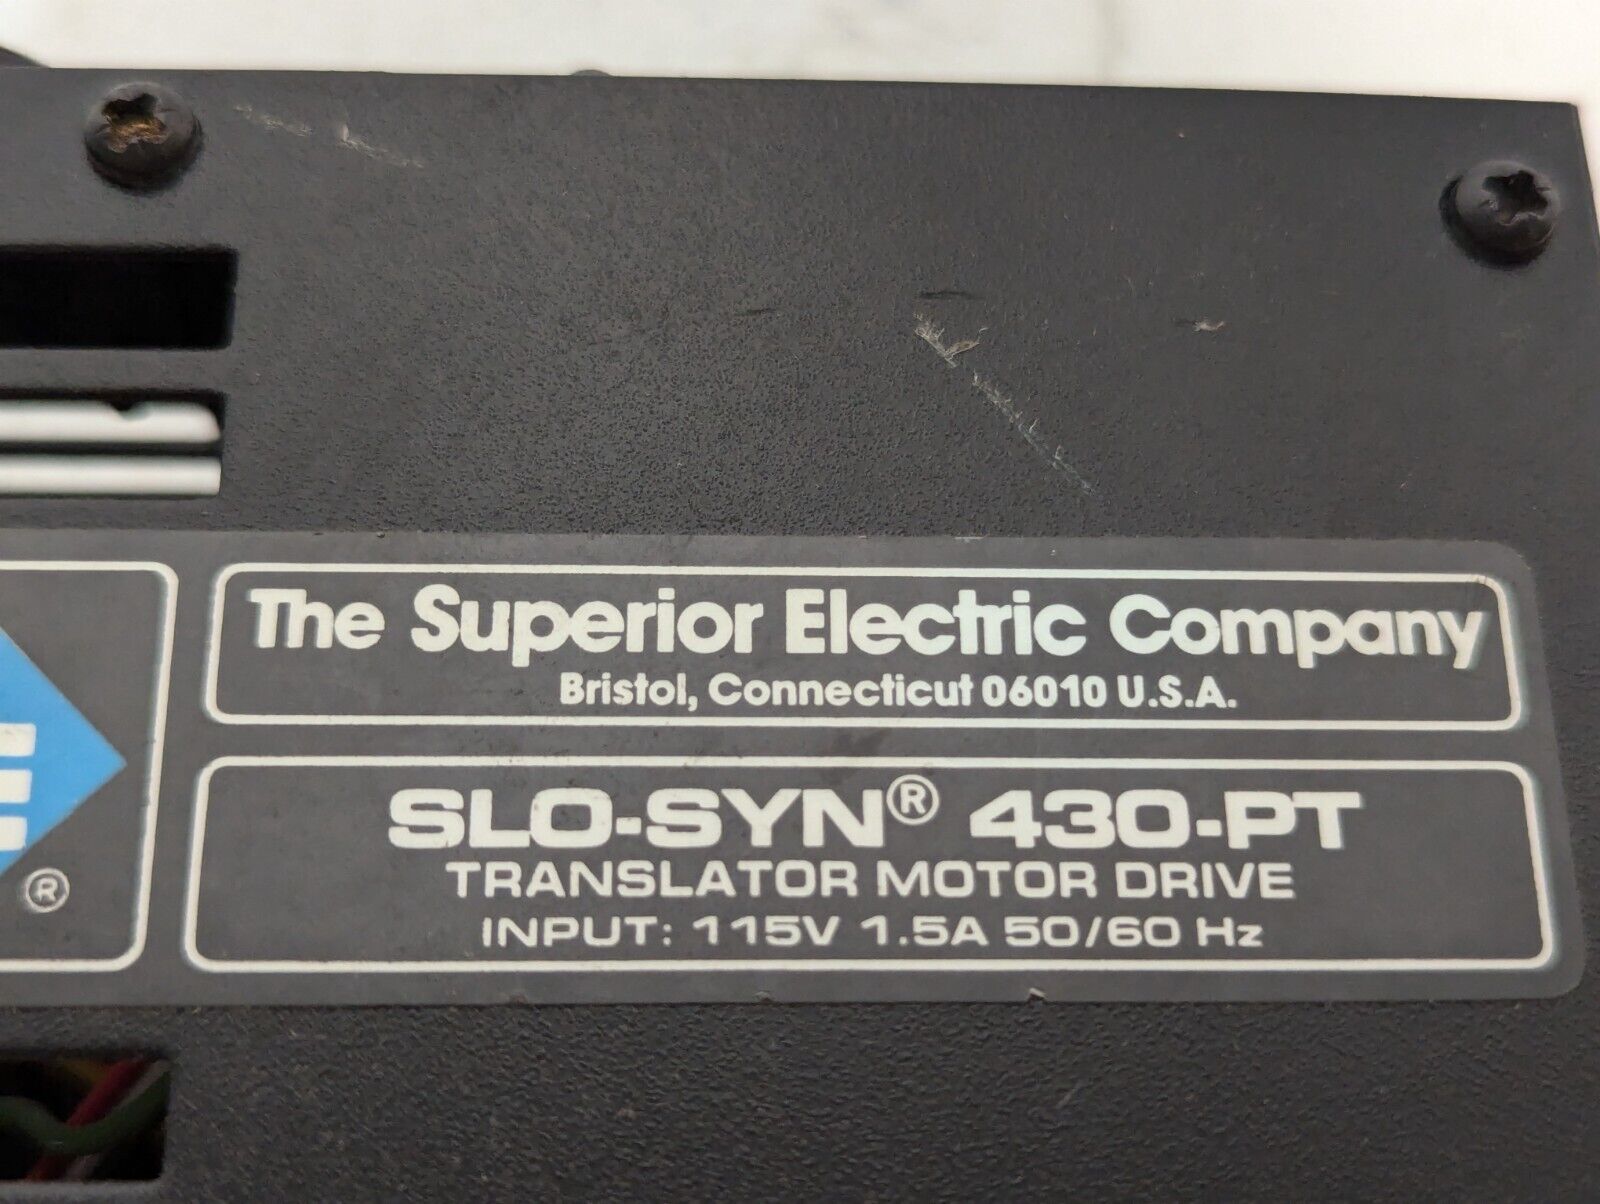 The Superior Electric Company
Bristol, Connecticut 06010 U.S.A.
E
®
SLO-SYN® 430-PT
TRANSLATOR MOTOR DRIVE
INPUT: 115V 1.5A 50/60 Hz